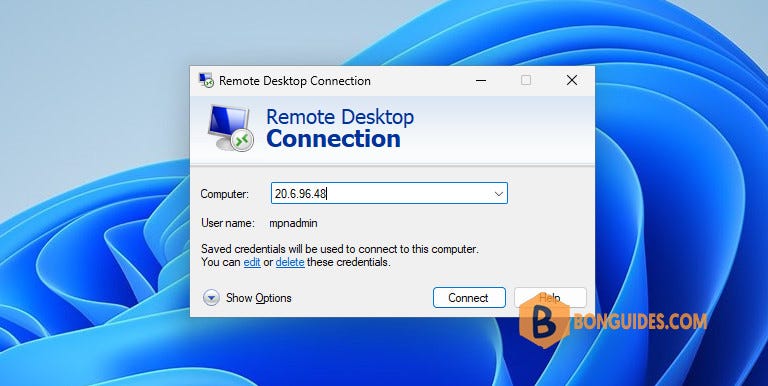 Remote Desktop Connection
Remote Desktop
Connection
Computer: 20.6.96.48
User name: mpnadmin
Saved credentials will be used to connect to this computer.
You can edit or delete these credentials.
Show Options Connect Help
B BONGUIDES.COM